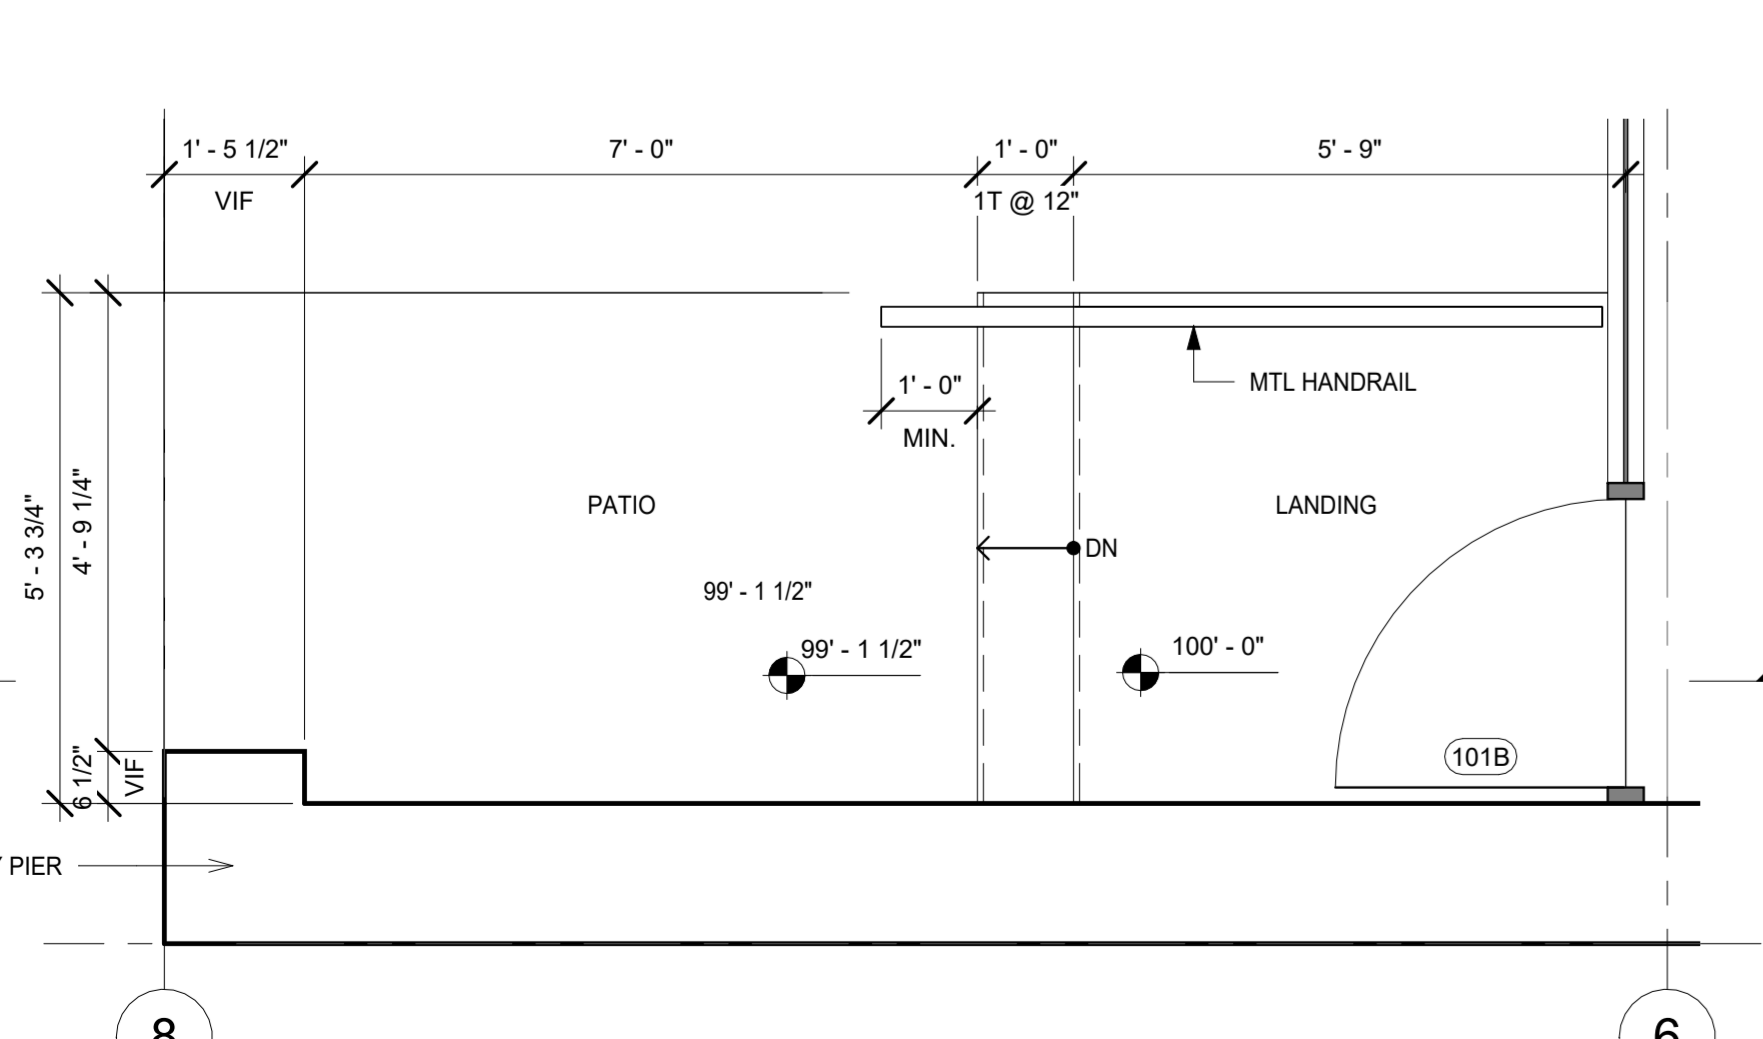 1' - 5 1/2"
7' - 0"
1' - 0"
5' - 9"
VIF
1T @ 12"
1' - 0"
MIN.
MTL HANDRAIL
5' - 3 3/4"
4' - 9 1/4"
PATIO
LANDING
DN
99' - 1 1/2"
99' - 1 1/2"
100' - 0"
6 1/2"
VIF
101B
PIER
8
6